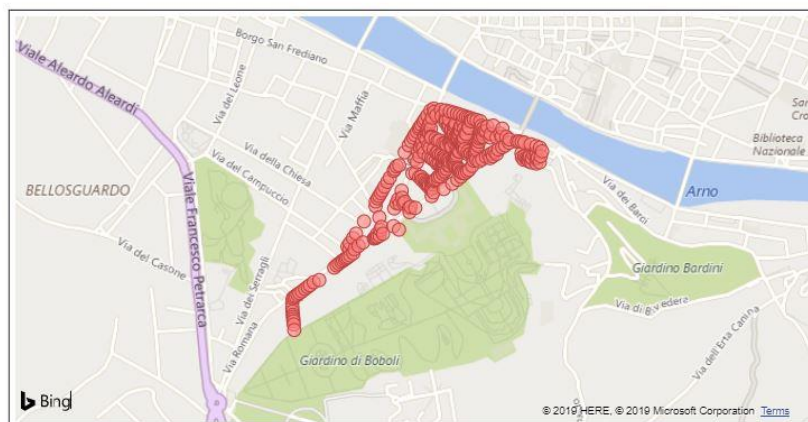 Borgo San Frediano
Viale Aleardo Aleardi
Via del Leone
Via Maffia
Via della Chiesa
Via del Campuccio
BELLOSGUARDO
Viale Francesco Petrarca
Via del Casone
Via dei Serragli
Via Romana
Giardino di Boboli
Arno
Biblioteca
Nazionale
Via dei Bardi
Giardino Bardini
Via di Belvedere
Via dell'Erta Canina
Bing
© 2019 HERE, © 2019 Microsoft Corporation Terms